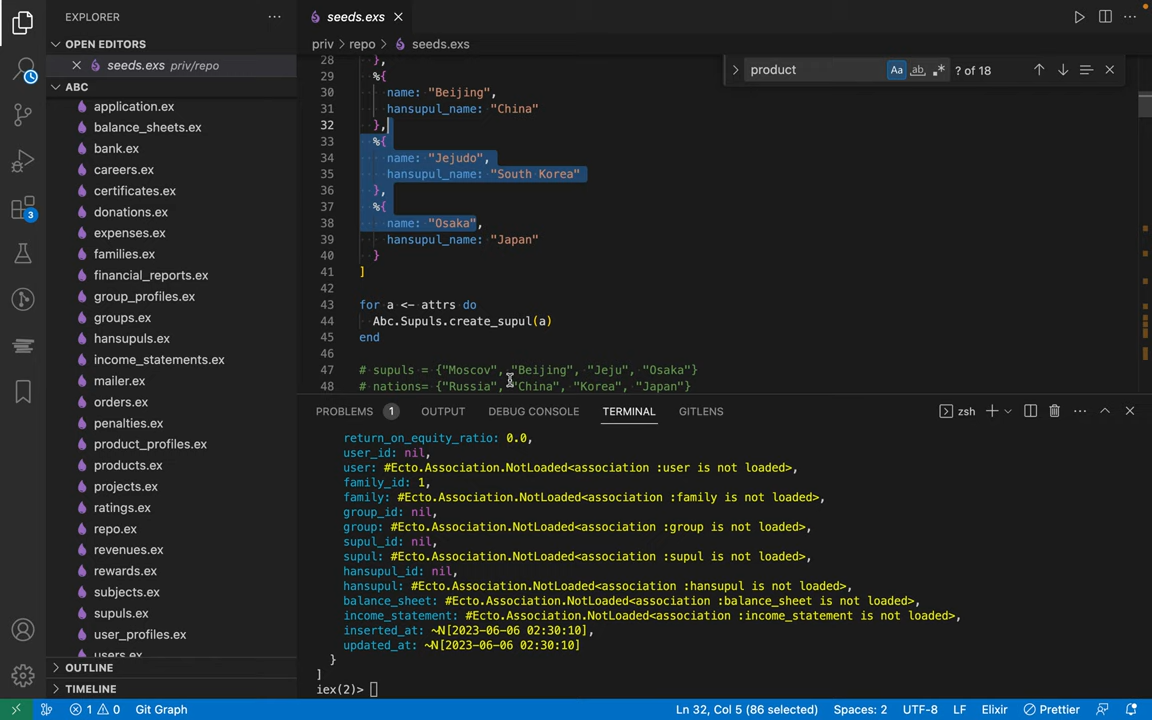 EXPLORER
OPEN EDITORS
seeds.exs priv/repo
ABC
application.ex
balance_sheets.ex
bank.ex
careers.ex
certificates.ex
donations.ex
expenses.ex
families.ex
financial_reports.ex
group_profiles.ex
groups.ex
hansupuls.ex
income_statements.ex
mailer.ex
orders.ex
penalties.ex
product_profiles.ex
products.ex
projects.ex
ratings.ex
repo.ex
revenues.ex
rewards.ex
subjects.ex
supuls.ex
user_profiles.ex
users.ex
OUTLINE
TIMELINE
3
seeds.exs
priv > repo > seeds.exs
product Aa ab .* ? of 18
28 },
29 %{
30 name: "Beijing",
31 hansupul_name: "China"
32 },
33 %{
34 name: "Jejudo",
35 hansupul_name: "South Korea"
36 },
37 %{
38 name: "Osaka",
39 hansupul_name: "Japan"
40 }
41 ]
42
43 for a <- attrs do
44 Abc.Supuls.create_supul(a)
45 end
46
47 # supuls = {"Moscov", "Beijing", "Jeju", "Osaka"}
48 # nations= {"Russia", "China", "Korea", "Japan"}
PROBLEMS 1 OUTPUT DEBUG CONSOLE TERMINAL GITLENS zsh
return_on_equity_ratio: 0.0,
user_id: nil,
user: #Ecto.Association.NotLoaded<association :user is not loaded>,
family_id: 1,
family: #Ecto.Association.NotLoaded<association :family is not loaded>,
group_id: nil,
group: #Ecto.Association.NotLoaded<association :group is not loaded>,
supul_id: nil,
supul: #Ecto.Association.NotLoaded<association :supul is not loaded>,
hansupul_id: nil,
hansupul: #Ecto.Association.NotLoaded<association :hansupul is not loaded>,
balance_sheet: #Ecto.Association.NotLoaded<association :balance_sheet is not loaded>,
income_statement: #Ecto.Association.NotLoaded<association :income_statement is not loaded>,
inserted_at: ~N[2023-06-06 02:30:10],
updated_at: ~N[2023-06-06 02:30:10]
}
]
iex(2)>
1 0 Git Graph Ln 32, Col 5 (86 selected) Spaces: 2 UTF-8 LF Elixir Prettier